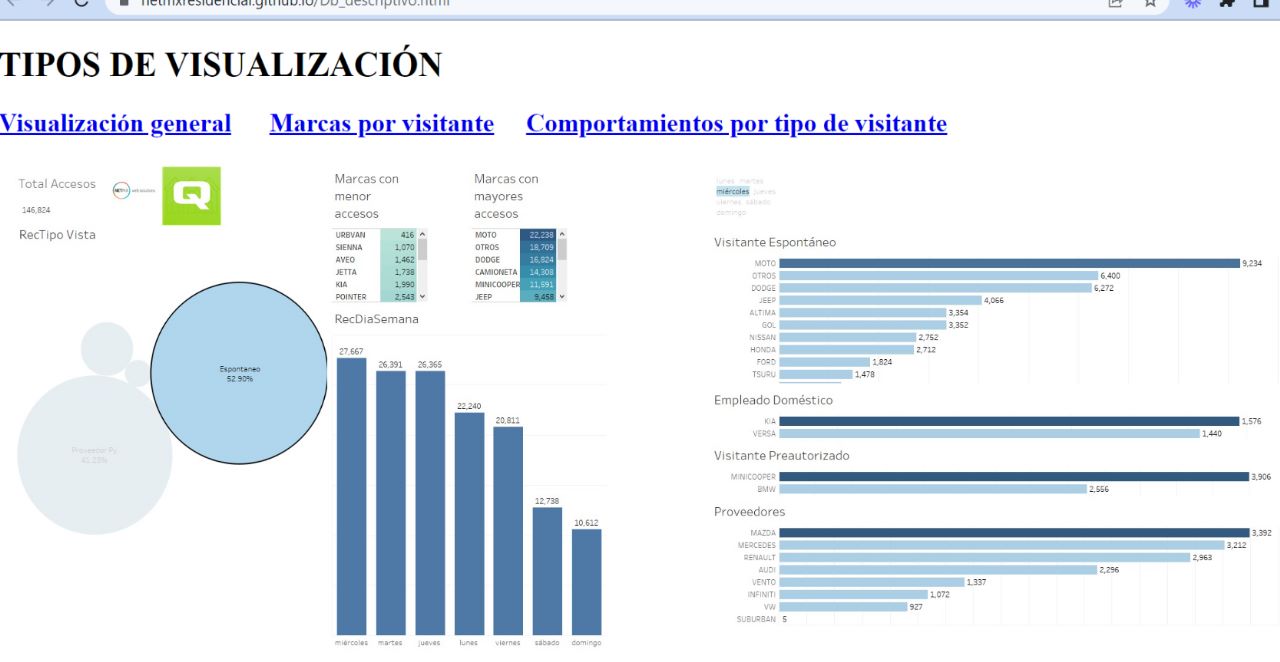 netmxresidencial.github.io/Db_descriptivo.html
TIPOS DE VISUALIZACIÓN
Visualización general Marcas por visitante Comportamientos por tipo de visitante
Total Accesos
146,824
RecTipo Vista
Espontaneo
52.90%
Proveedor Py
41.28%
Marcas con
menor
accesos
URBVAN 416
SIENNA 1,070
AVEO 1,462
JETTA 1,738
KIA 1,990
POINTER 2,543
Marcas con
mayores
accesos
MOTO 22,238
OTROS 18,709
DODGE 16,824
CAMIONETA 14,308
MINICOOPER 11,591
JEEP 9,458
RecDiaSemana
27,667
26,391
26,365
22,240
20,811
12,738
10,612
miércoles martes jueves lunes viernes sábado domingo
lunes martes
miércoles jueves
viernes sábado
domingo
Visitante Espontáneo
MOTO 9,234
OTROS 6,400
DODGE 6,272
JEEP 4,066
ALTIMA 3,354
GOL 3,352
NISSAN 2,752
HONDA 2,712
FORD 1,824
TSURU 1,478
Empleado Doméstico
KIA 1,576
VERSA 1,440
Visitante Preautorizado
MINICOOPER 3,906
BMW 2,556
Proveedores
MAZDA 3,392
MERCEDES 3,212
RENAULT 2,963
AUDI 2,296
VENTO 1,337
INFINITI 1,072
VW 927
SUBURBAN 5